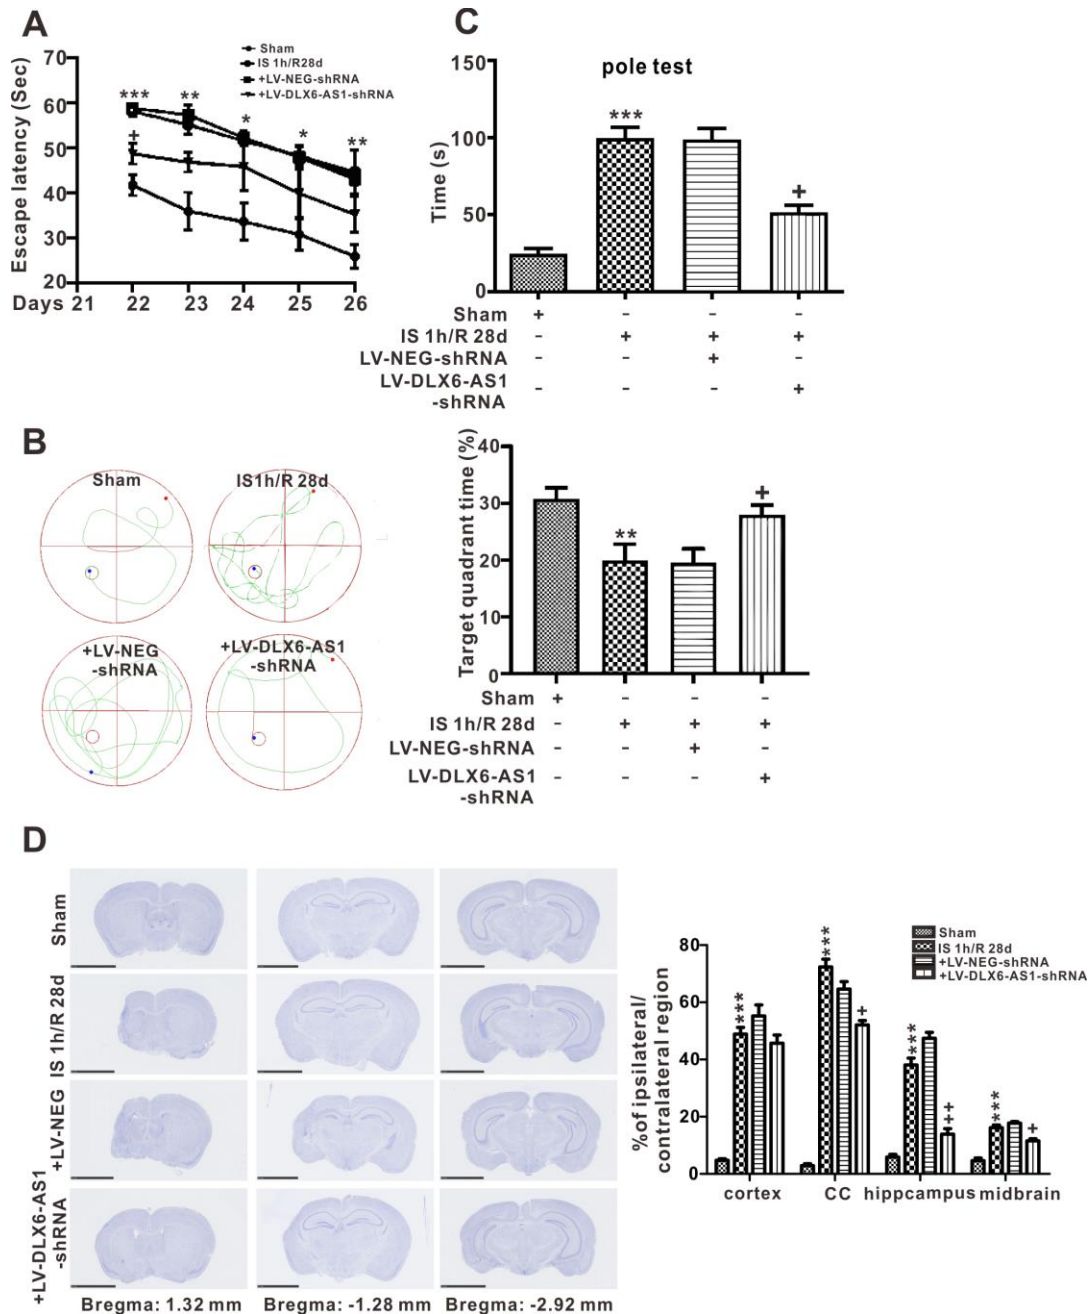 A
Sham
IS 1h/R28d
+LV-NEG-shRNA
+LV-DLX6-AS1-shRNA
Escape latency (Sec)
70
60
50
40
30
20
*** ** * * **
+
Days 21 22 23 24 25 26
C
pole test
Time (s)
150
100
50
0
***
+
Sham + - - -
IS 1h/R 28d - + + +
LV-NEG-shRNA - - + -
LV-DLX6-AS1
-shRNA - - - +
B
Sham
IS1h/R 28d
+LV-NEG
-shRNA
+LV-DLX6-AS1
-shRNA
Target quadrant time (%)
40
30
20
10
0
**
+
Sham + - - -
IS 1h/R 28d - + + +
LV-NEG-shRNA - - + -
LV-DLX6-AS1
-shRNA - - - +
D
Sham
IS 1h/R 28d
+LV-NEG
+LV-DLX6-AS1
-shRNA
Bregma: 1.32 mm
Bregma: -1.28 mm
Bregma: -2.92 mm
Sham
IS 1h/R 28d
+LV-NEG-shRNA
+LV-DLX6-AS1-shRNA
%of ipsilateral/
contralateral region
80
60
40
20
0
***
***
+
***
++
***
+
cortex
CC
hippcampus
midbrain